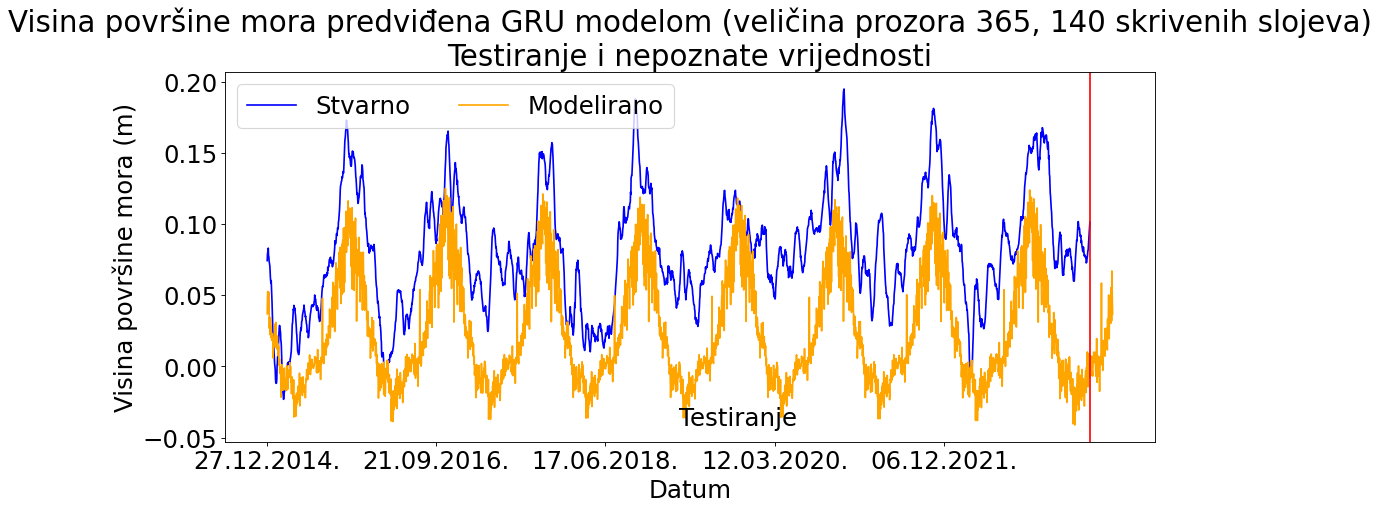 Visina površine mora predviđena GRU modelom (veličina prozora 365, 140 skrivenih slojeva)
Testiranje i nepoznate vrijednosti
Stvarno
Modelirano
Visina površine mora (m)
0.20
0.15
0.10
0.05
0.00
−0.05
Testiranje
27.12.2014.
21.09.2016.
17.06.2018.
12.03.2020.
06.12.2021.
Datum